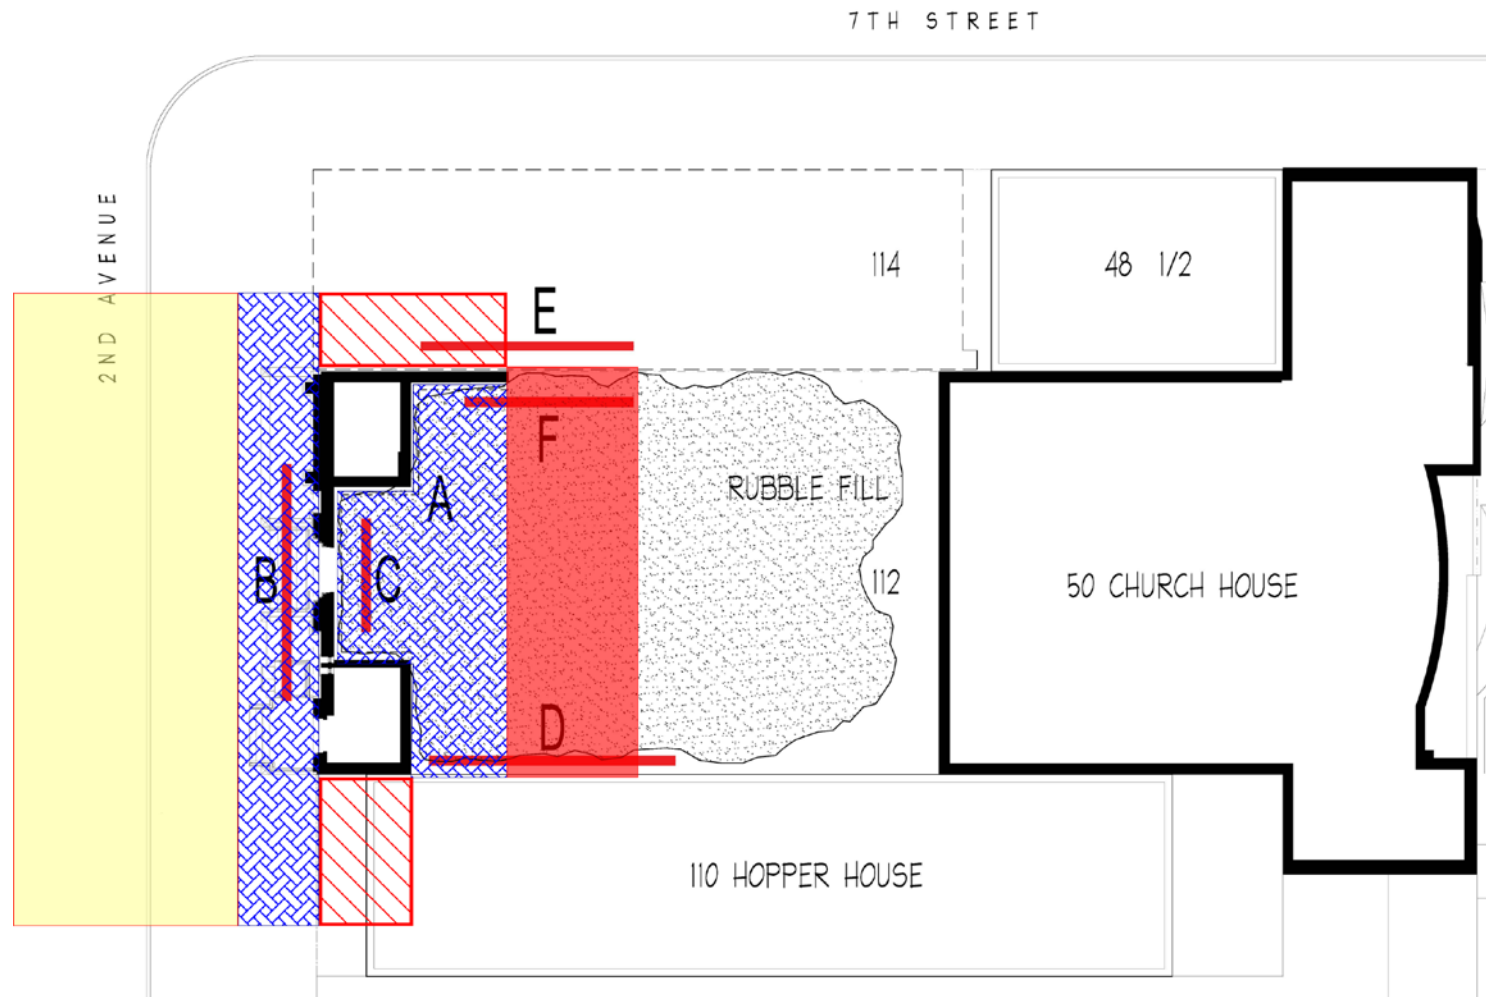 7TH STREET
2ND AVENUE
114
48 1/2
E
F
A
RUBBLE FILL
B
C
112
50 CHURCH HOUSE
D
110 HOPPER HOUSE